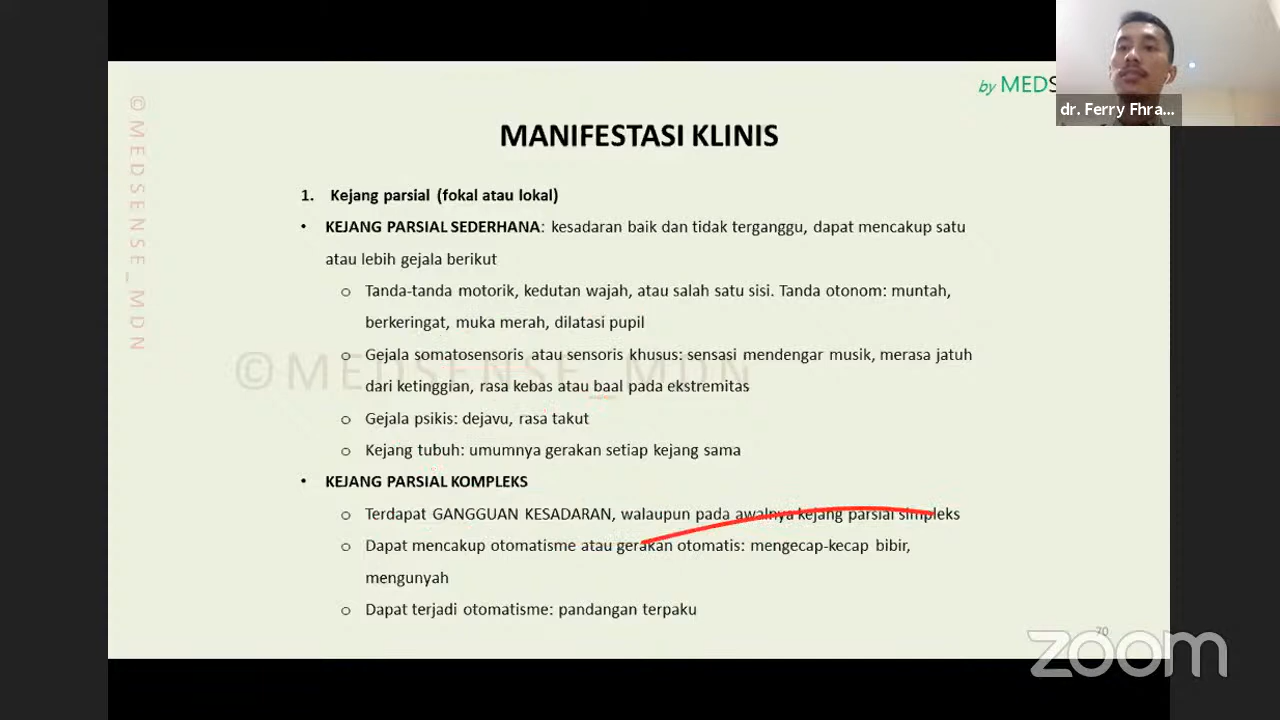 by MEDS
dr. Ferry Fhra...
©MEDSENSE_MDN
MANIFESTASI KLINIS
1. Kejang parsial (fokal atau lokal)
• KEJANG PARSIAL SEDERHANA: kesadaran baik dan tidak terganggu, dapat mencakup satu
atau lebih gejala berikut
o Tanda-tanda motorik, kedutan wajah, atau salah satu sisi. Tanda otonom: muntah,
berkeringat, muka merah, dilatasi pupil
o Gejala somatosensoris atau sensoris khusus: sensasi mendengar musik, merasa jatuh
dari ketinggian, rasa kebas atau baal pada ekstremitas
©MEDSENSE_MDN
o Gejala psikis: dejavu, rasa takut
o Kejang tubuh: umumnya gerakan setiap kejang sama
• KEJANG PARSIAL KOMPLEKS
o Terdapat GANGGUAN KESADARAN, walaupun pada awalnya kejang parsial simpleks
o Dapat mencakup otomatisme atau gerakan otomatis: mengecap-kecap bibir,
mengunyah
o Dapat terjadi otomatisme: pandangan terpaku
70
zoom